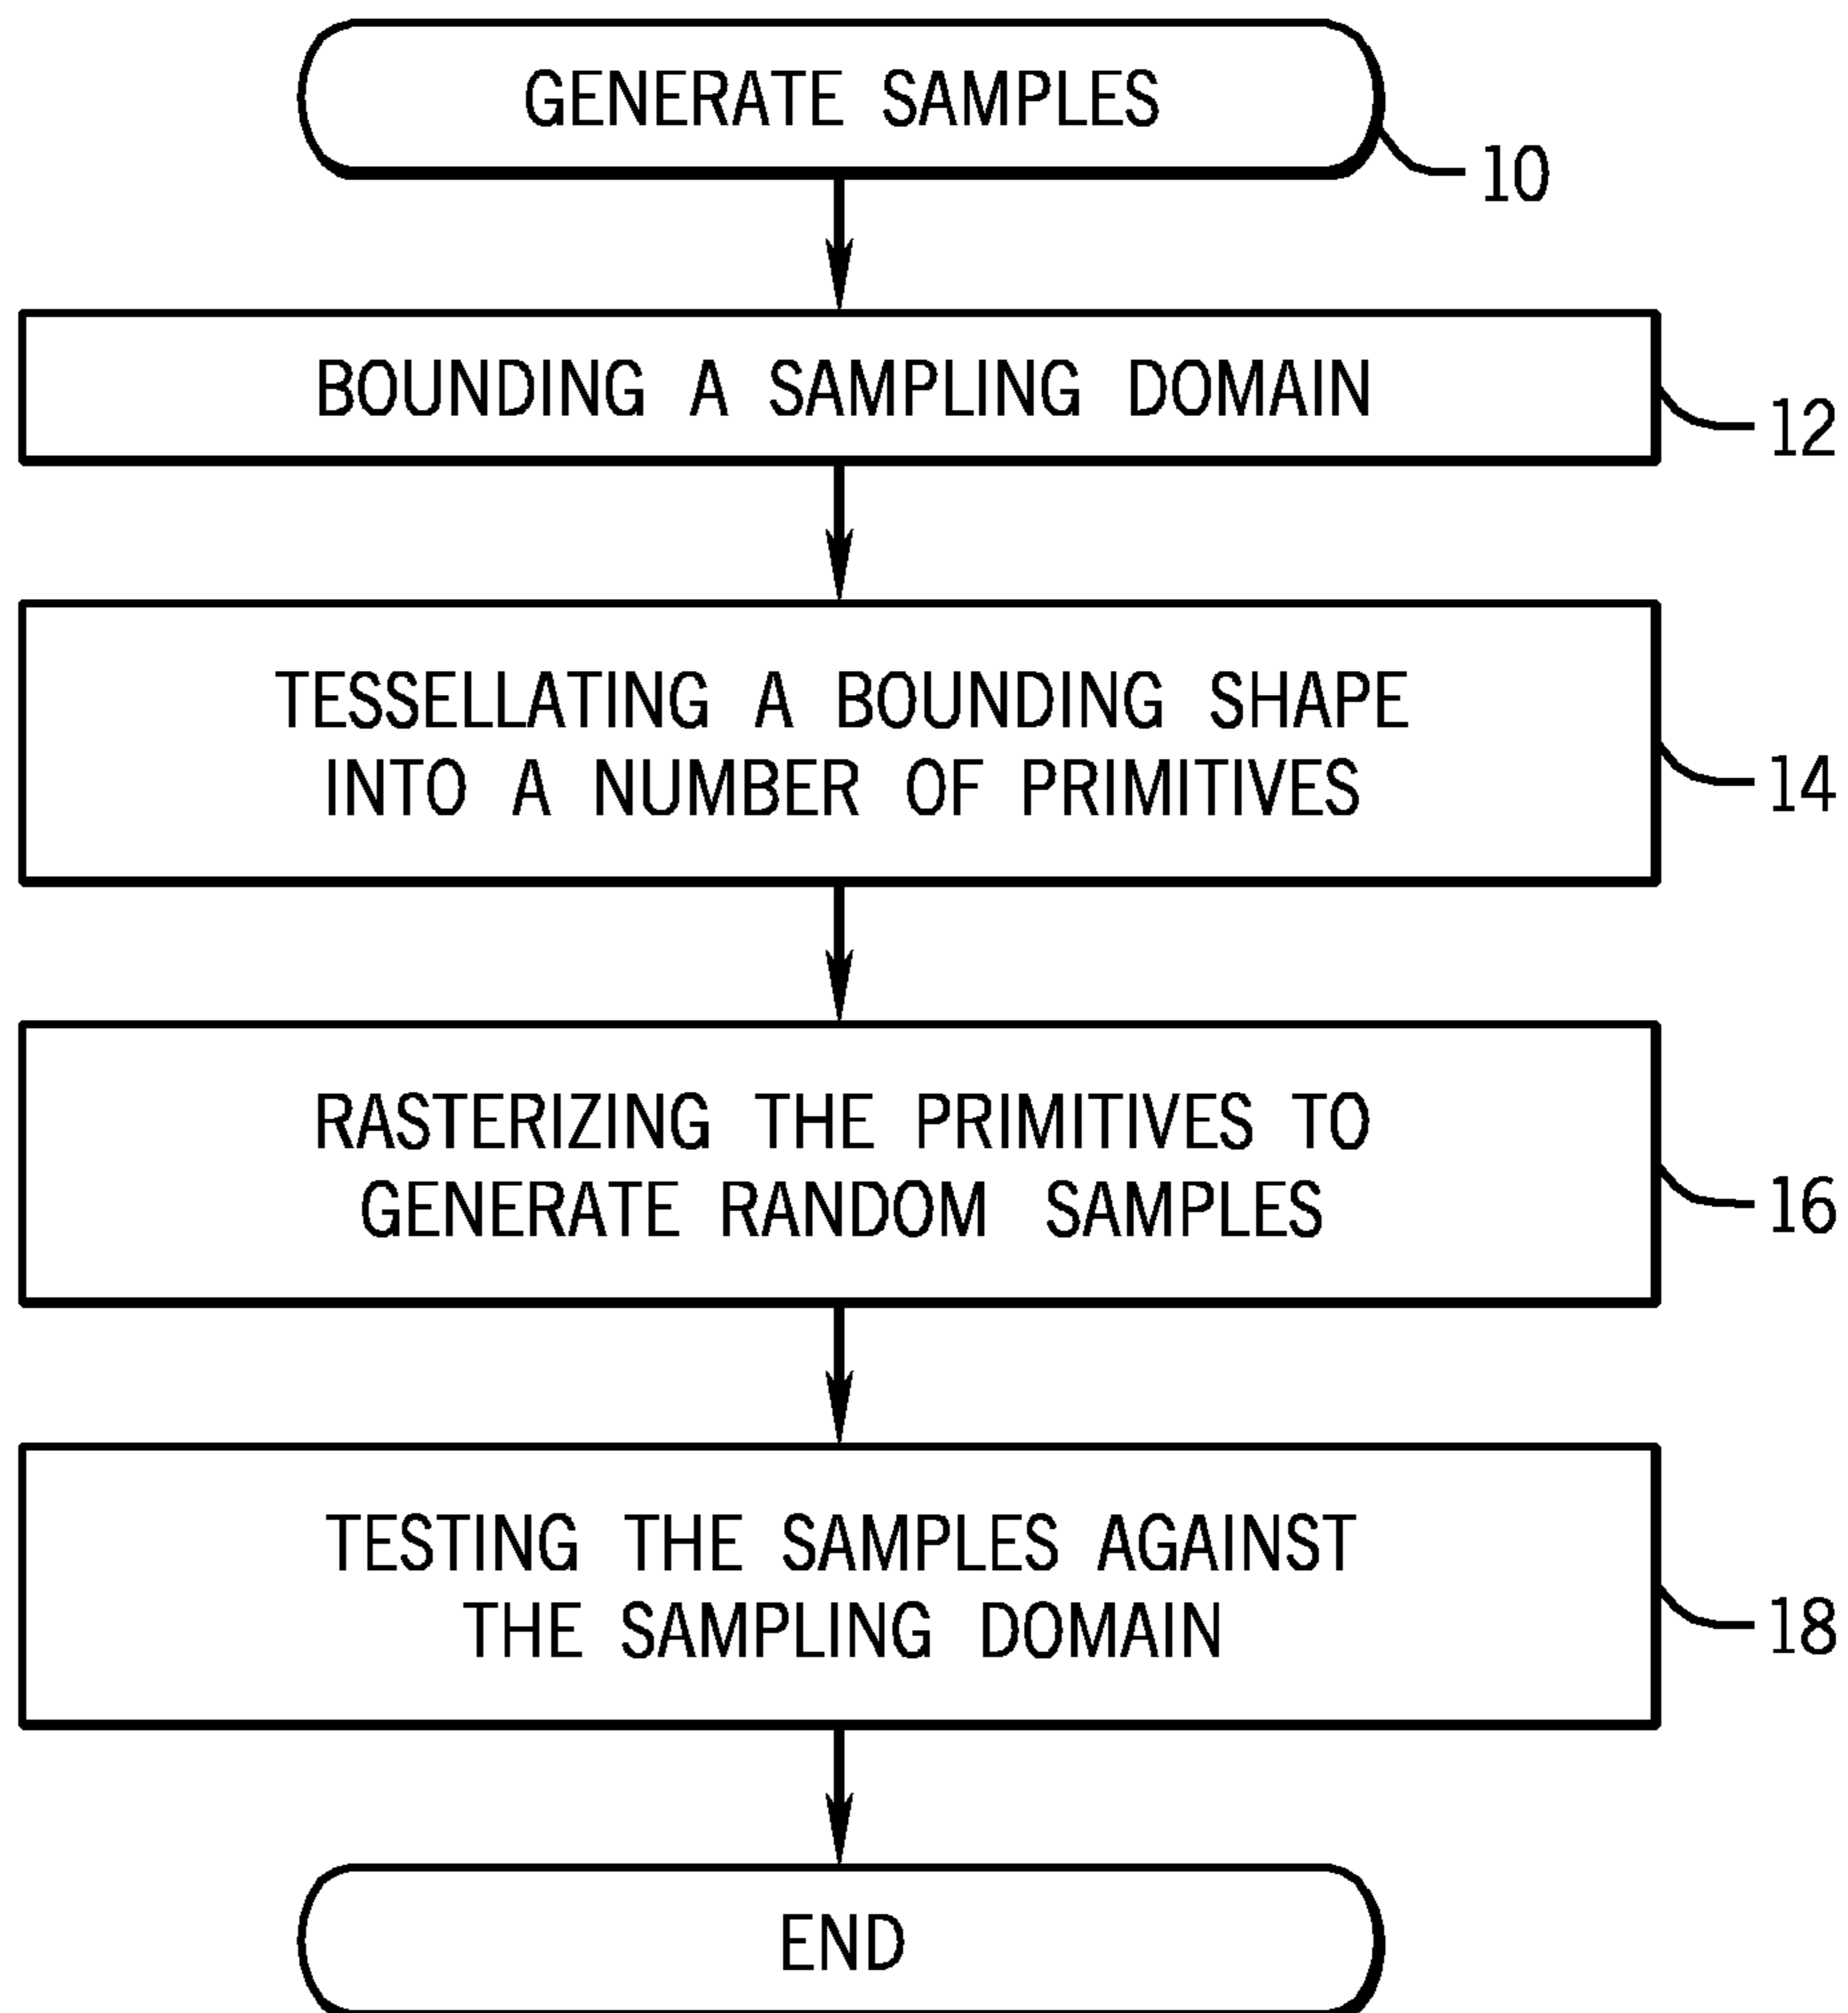 GENERATE SAMPLES
10
BOUNDING A SAMPLING DOMAIN
12
TESSELLATING A BOUNDING SHAPE
INTO A NUMBER OF PRIMITIVES
14
RASTERIZING THE PRIMITIVES TO
GENERATE RANDOM SAMPLES
16
TESTING THE SAMPLES AGAINST
THE SAMPLING DOMAIN
18
END